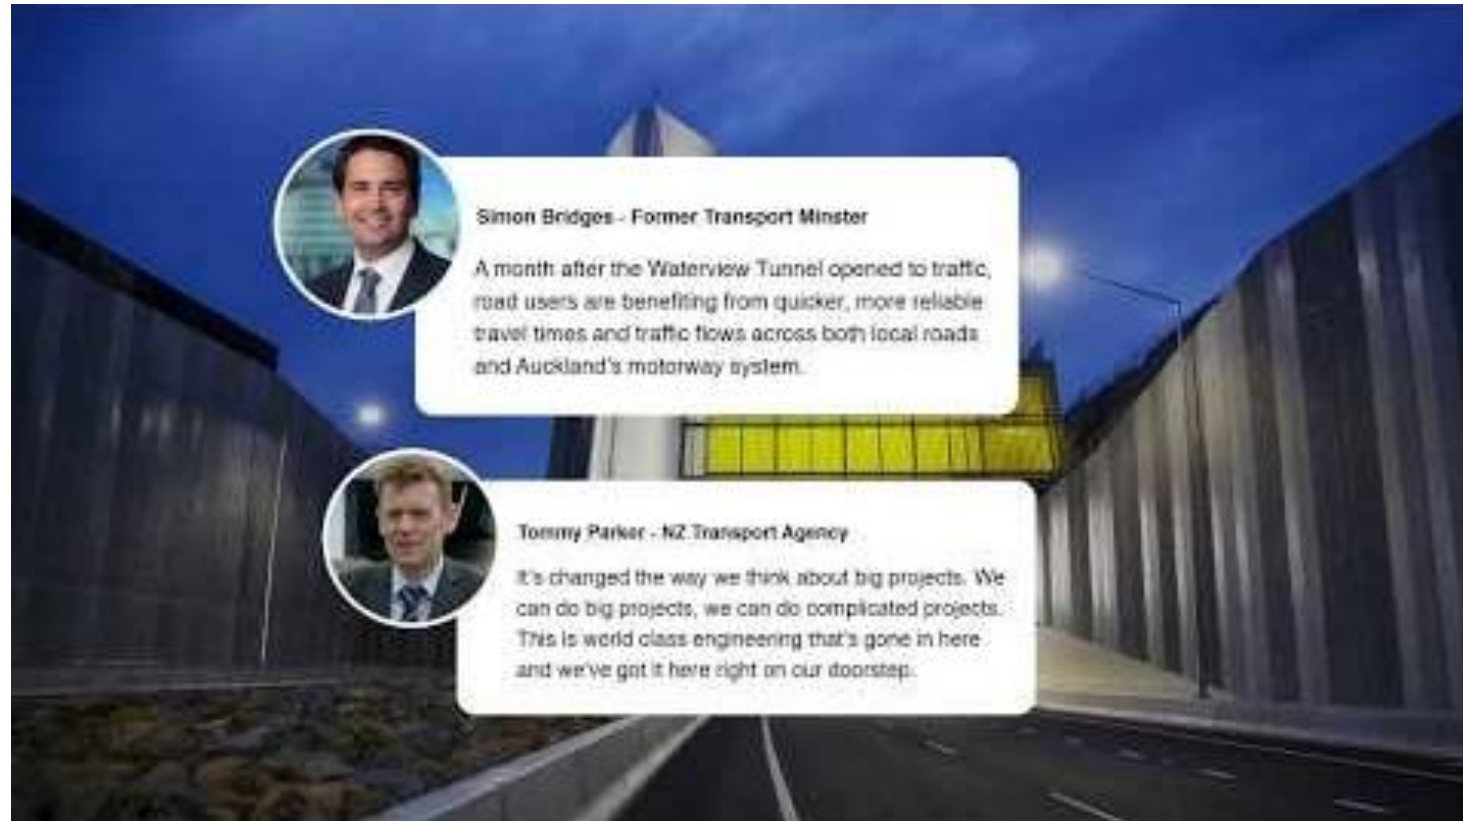 Simon Bridges - Former Transport Minster
A month after the Waterview Tunnel opened to traffic,
road users are benefiting from quicker, more reliable
travel times and traffic flows across both local roads
and Auckland's motorway system.
Tommy Parker - NZ Transport Agency
It's changed the way we think about big projects. We
can do big projects, we can do complicated projects.
This is world class engineering that's gone in here
and we've got it here right on our doorstep.